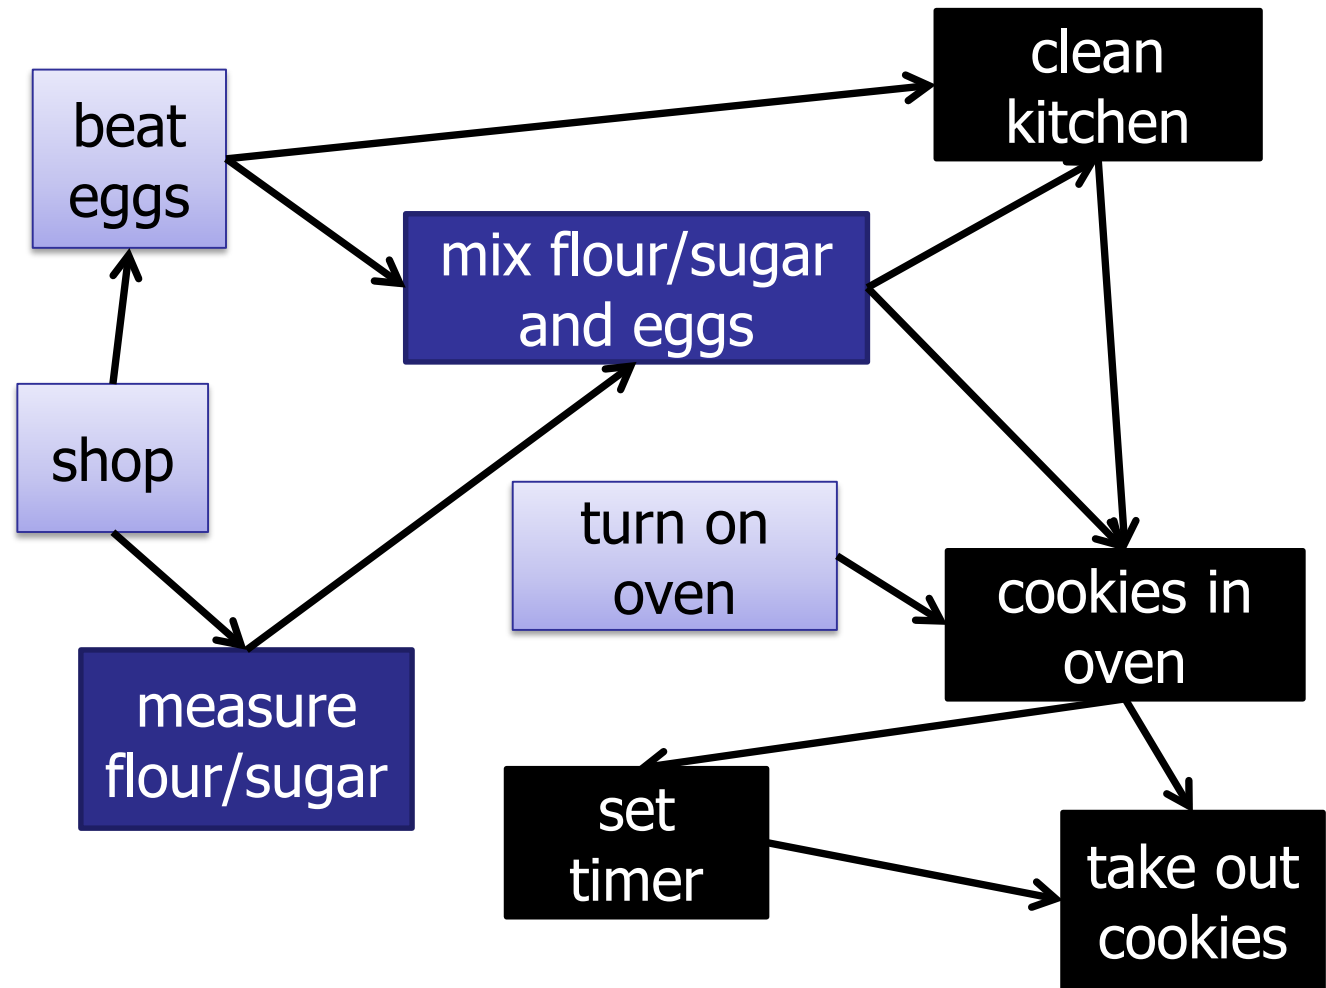 clean
kitchen
beat
eggs
mix flour/sugar
and eggs
shop
turn on
oven
cookies in
oven
measure
flour/sugar
set
timer
take out
cookies